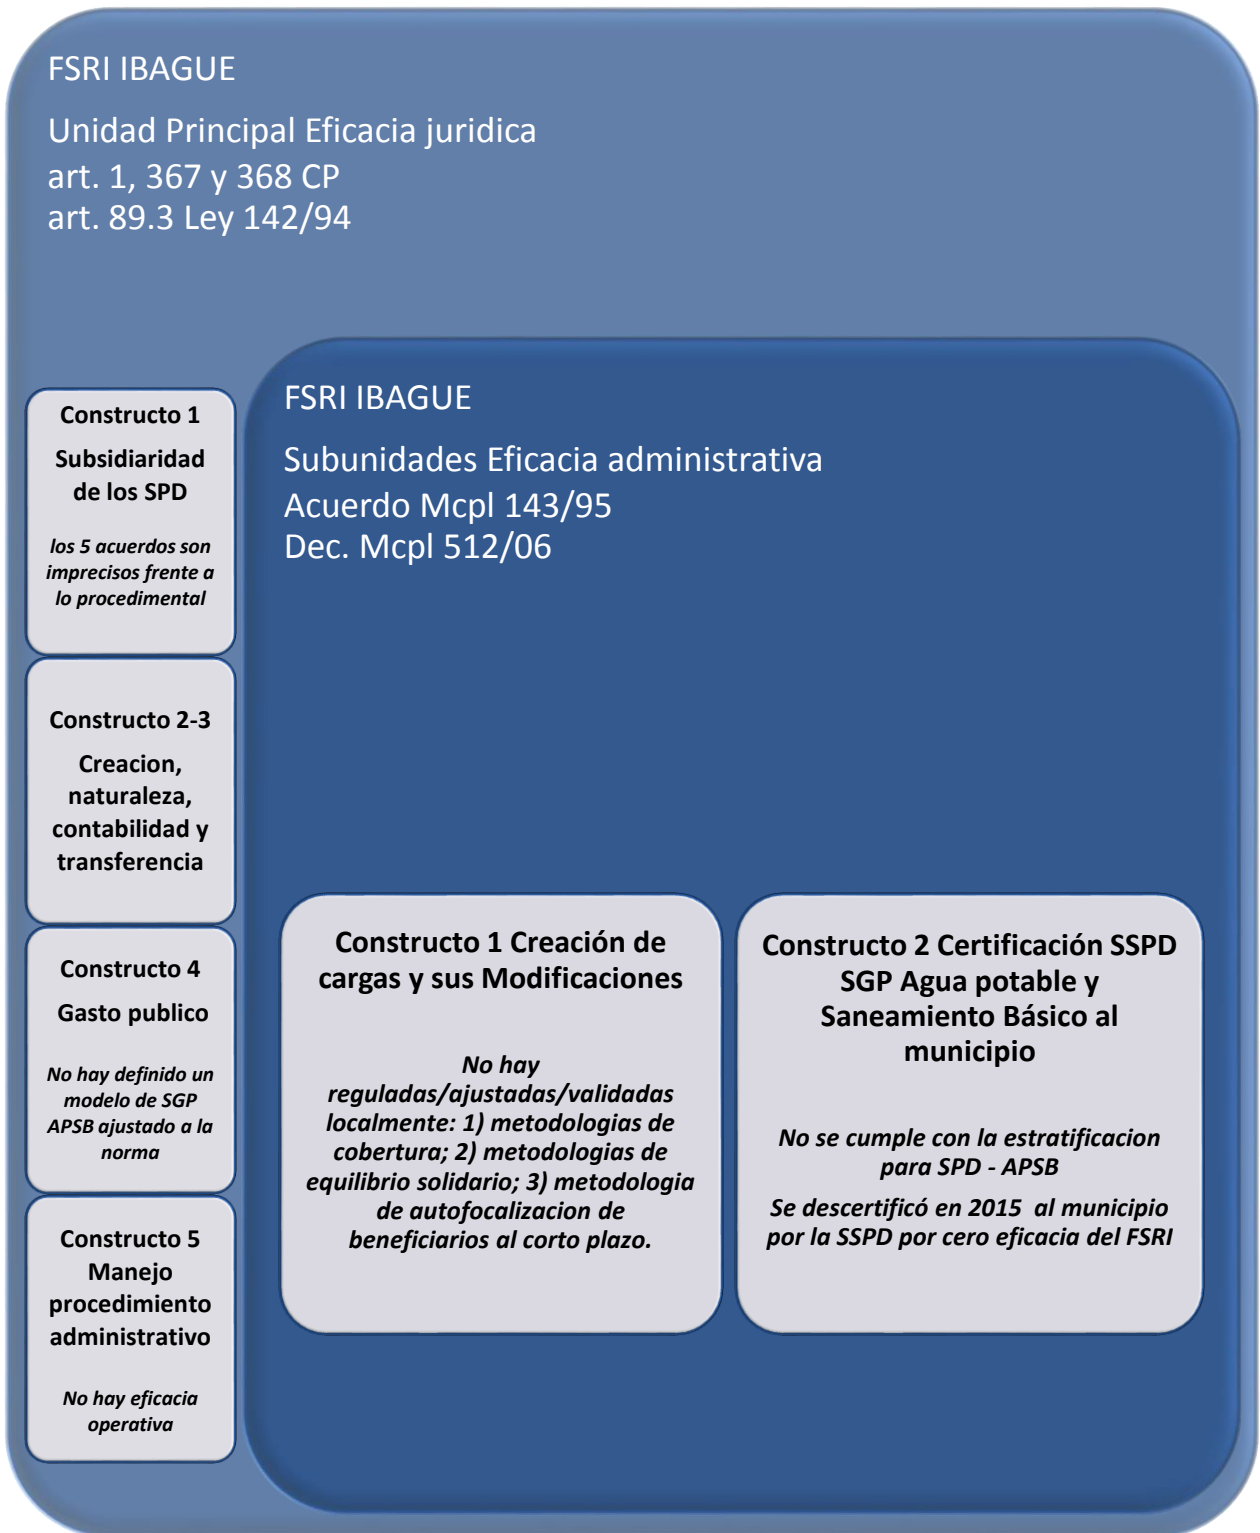 FSRI IBAGUE
Unidad Principal Eficacia juridica
art. 1, 367 y 368 CP
art. 89.3 Ley 142/94
Constructo 1
Subsidiaridad
de los SPD
los 5 acuerdos son
imprecisos frente a
lo procedimental
Constructo 2-3
Creacion,
naturaleza,
contabilidad y
transferencia
Constructo 4
Gasto publico
No hay definido un
modelo de SGP
APSB ajustado a la
norma
Constructo 5
Manejo
procedimiento
administrativo
No hay eficacia
operativa
FSRI IBAGUE
Subunidades Eficacia administrativa
Acuerdo Mcpl 143/95
Dec. Mcpl 512/06
Constructo 1 Creación de
cargas y sus Modificaciones
No hay
reguladas/ajustadas/validadas
localmente: 1) metodologias de
cobertura; 2) metodologias de
equilibrio solidario; 3) metodologia
de autofocalizacion de
beneficiarios al corto plazo.
Constructo 2 Certificación SSPD
SGP Agua potable y
Saneamiento Básico al
municipio
No se cumple con la estratificacion
para SPD - APSB
Se descertificó en 2015 al municipio
por la SSPD por cero eficacia del FSRI